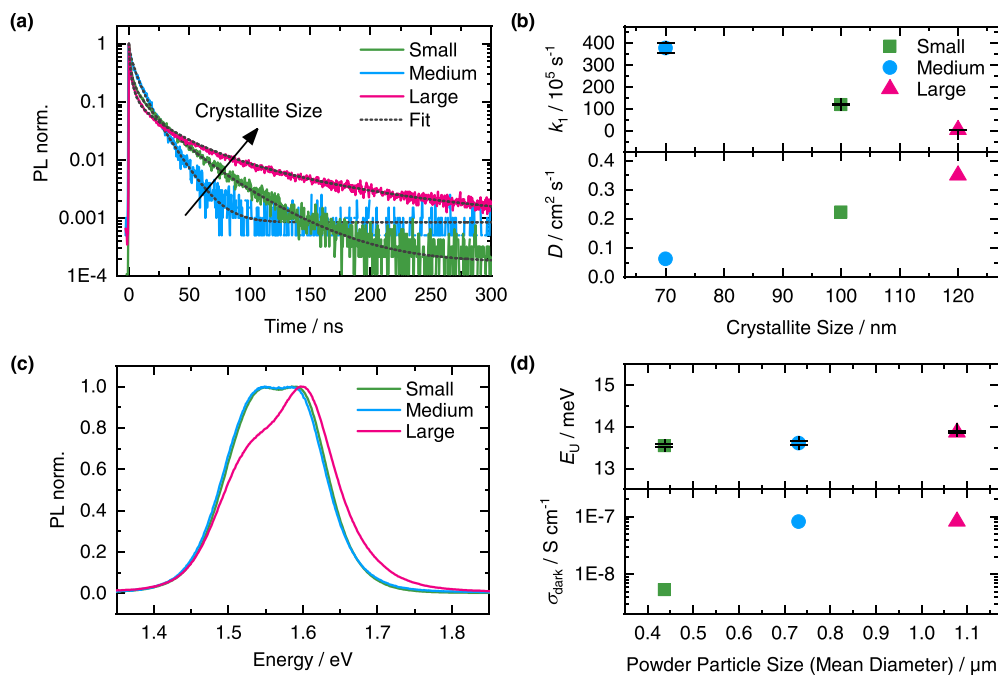 (a)
PL norm.
1
0.1
0.01
0.001
1E-4
Small
Medium
Large
Fit
Crystallite Size
0 50 100 150 200 250 300
Time / ns
(b)
k₁ / 10⁵ s⁻¹
400
300
200
100
0
Small
Medium
Large
D / cm² s⁻¹
0.4
0.3
0.2
0.1
0.0
70 80 90 100 110 120
Crystallite Size / nm
(c)
PL norm.
1.0
0.8
0.6
0.4
0.2
0.0
Small
Medium
Large
1.4 1.5 1.6 1.7 1.8
Energy / eV
(d)
E_U / meV
15
14
13
σ_dark / S cm⁻¹
1E-7
1E-8
0.4 0.5 0.6 0.7 0.8 0.9 1.0 1.1
Powder Particle Size (Mean Diameter) / µm